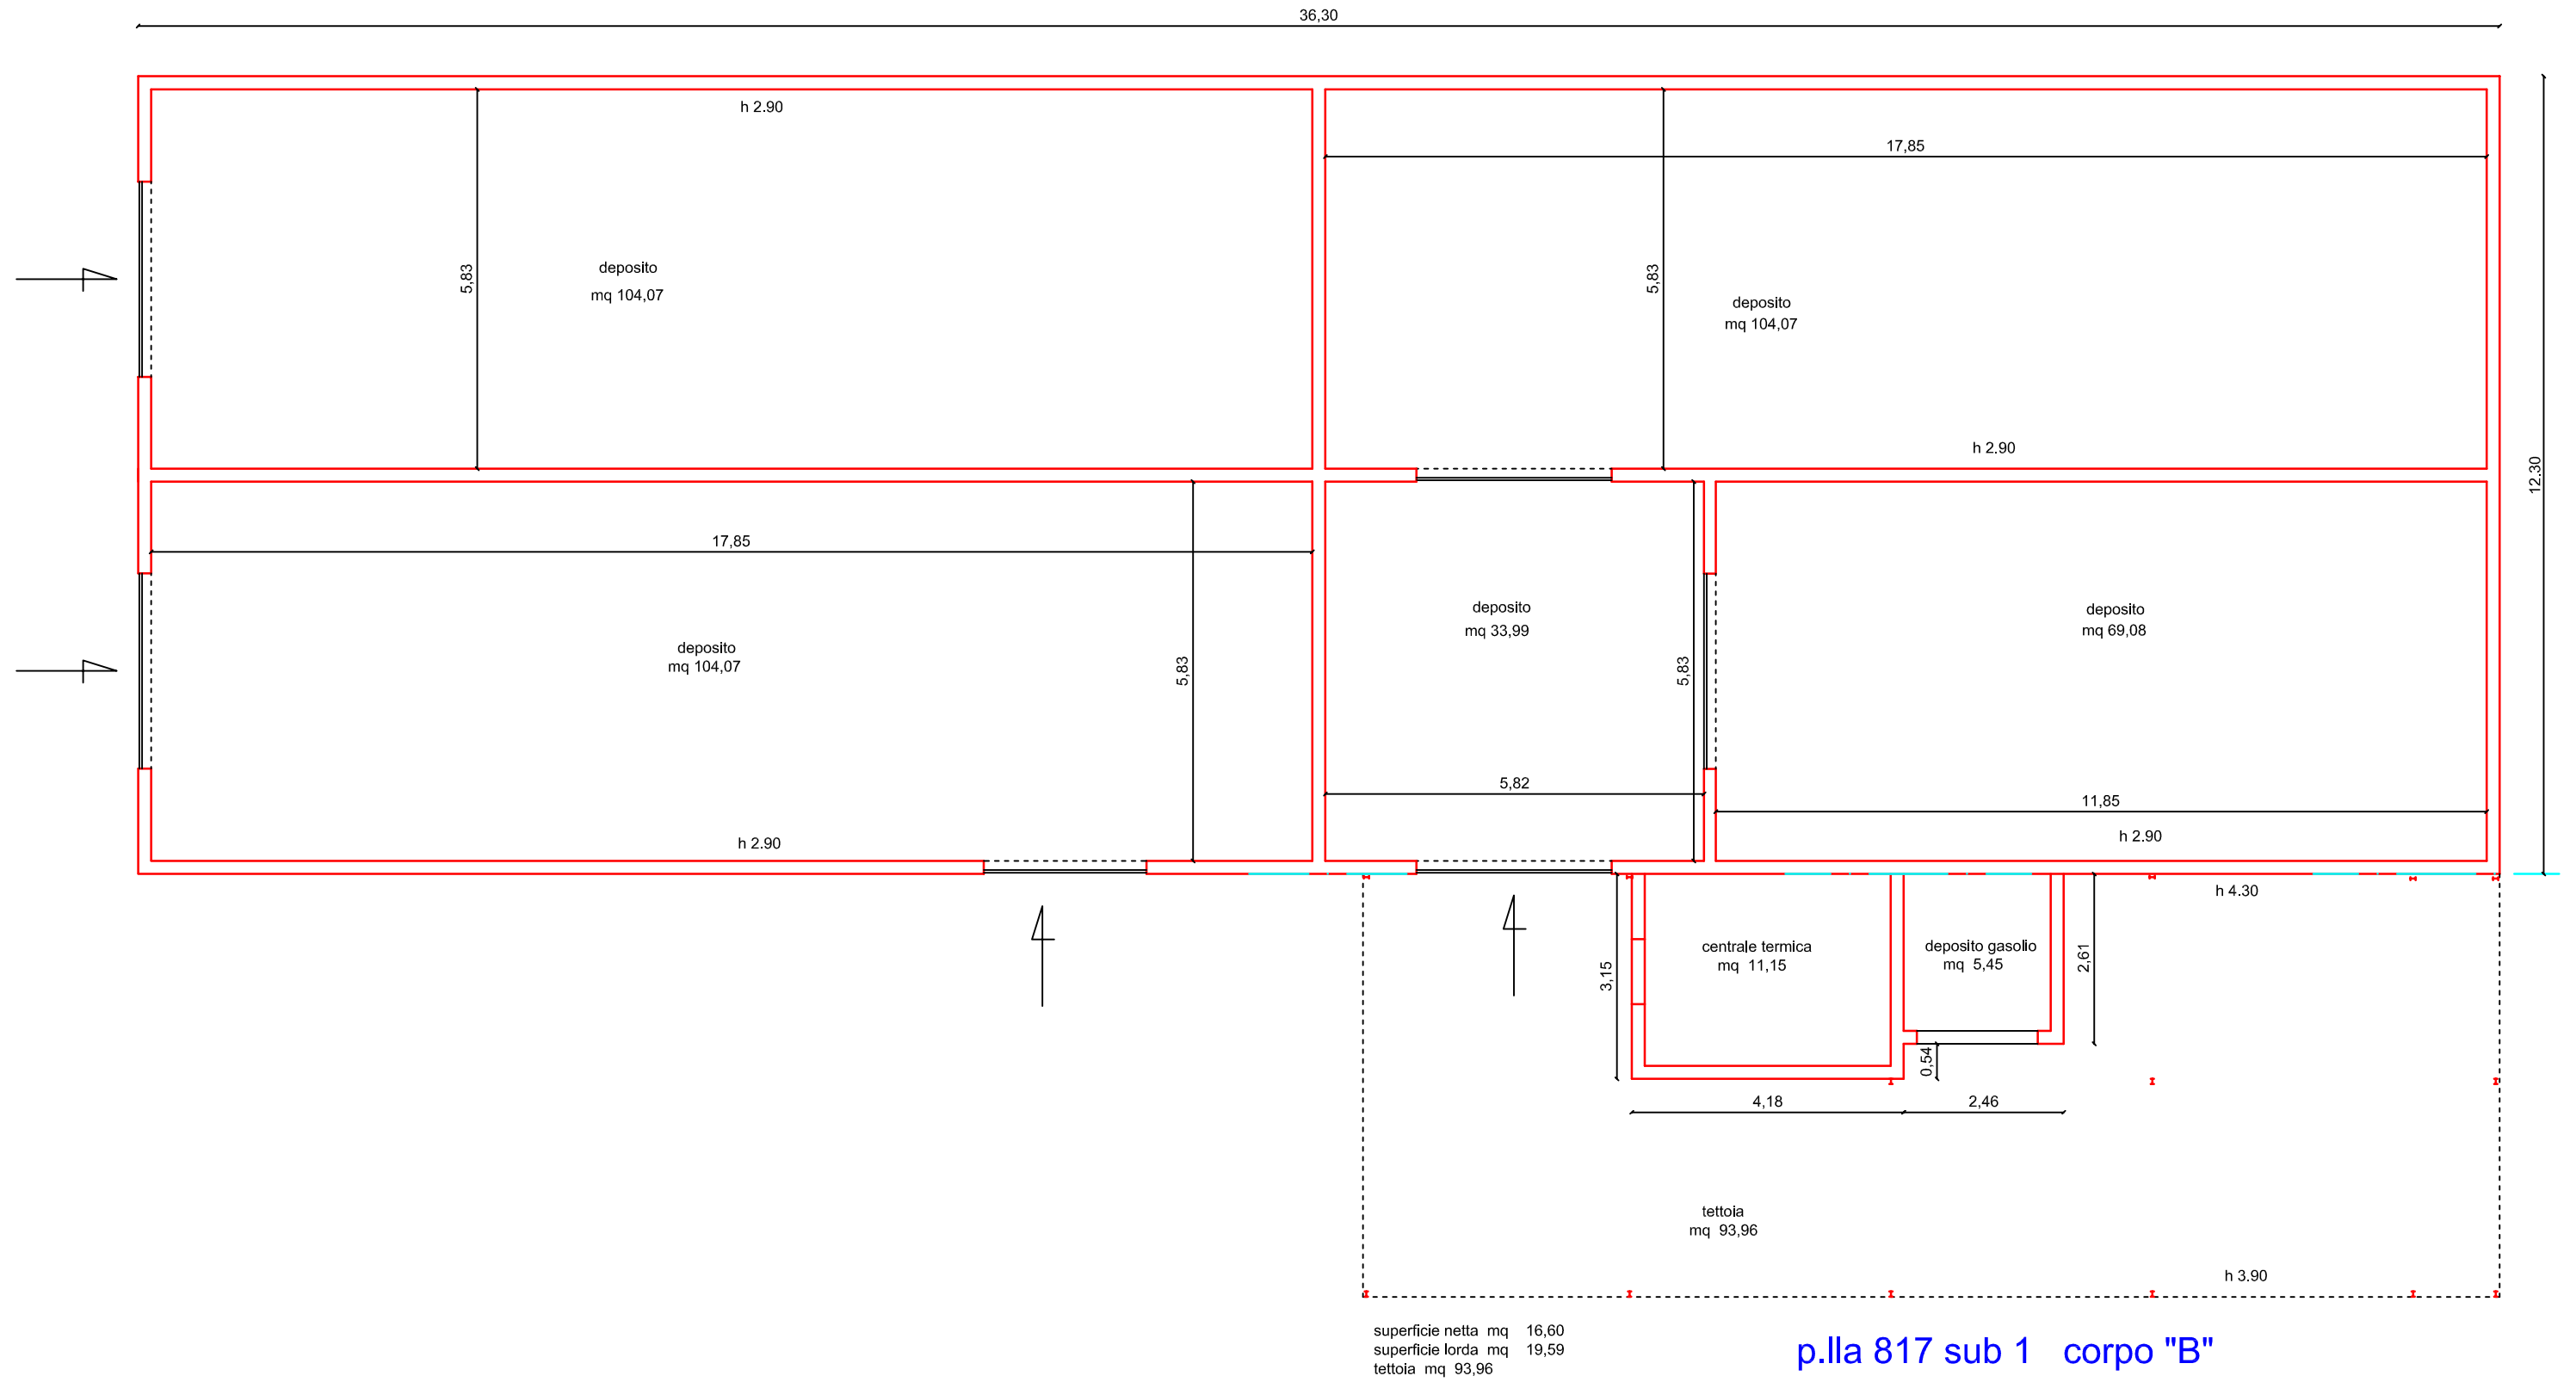 36,30
h 2.90
17,85
5,83
deposito
mq 104,07
5,83
deposito
mq 104,07
h 2.90
12.30
17,85
deposito
mq 104,07
5,83
h 2.90
deposito
mq 33,99
5,83
5,82
deposito
mq 69,08
11,85
h 2.90
h 4.30
3,15
centrale termica
mq 11,15
deposito gasolio
mq 5,45
2,61
0,54
4,18
2,46
tettoia
mq 93,96
h 3.90
superficie netta mq 16,60
superficie lorda mq 19,59
tettoia mq 93,96
p.lla 817 sub 1 corpo "B"